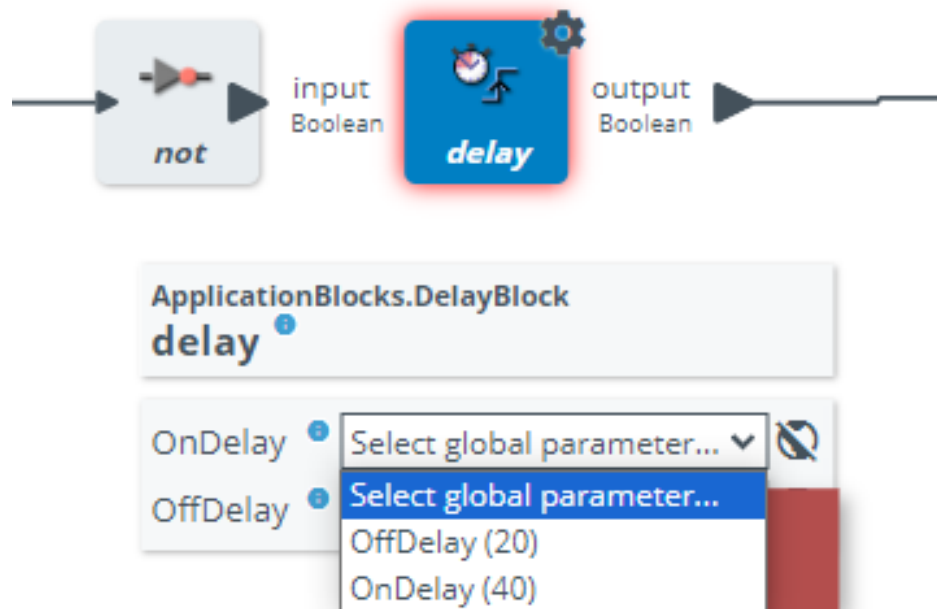 not
input
Boolean
delay
output
Boolean
ApplicationBlocks.DelayBlock
delay
OnDelay
Select global parameter...
OffDelay
Select global parameter...
OffDelay (20)
OnDelay (40)